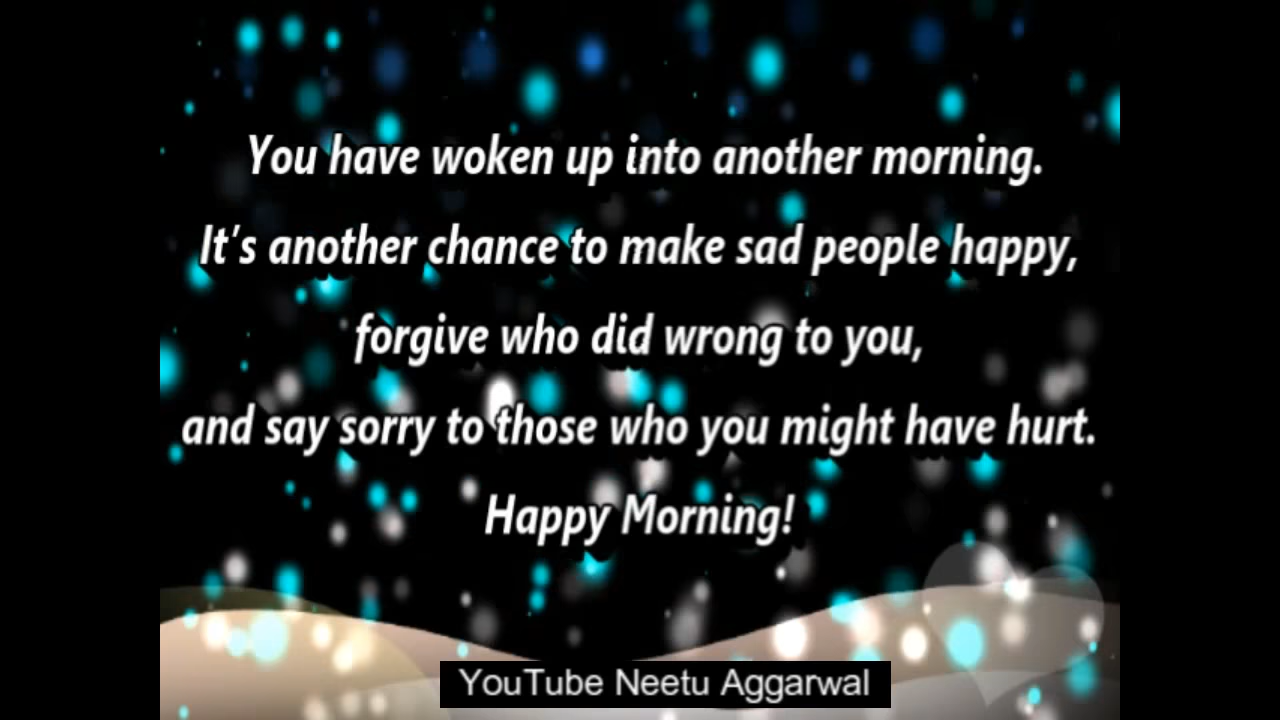 You have woken up into another morning.
It's another chance to make sad people happy,
forgive who did wrong to you,
and say sorry to those who you might have hurt.
Happy Morning!
YouTube Neetu Aggarwal